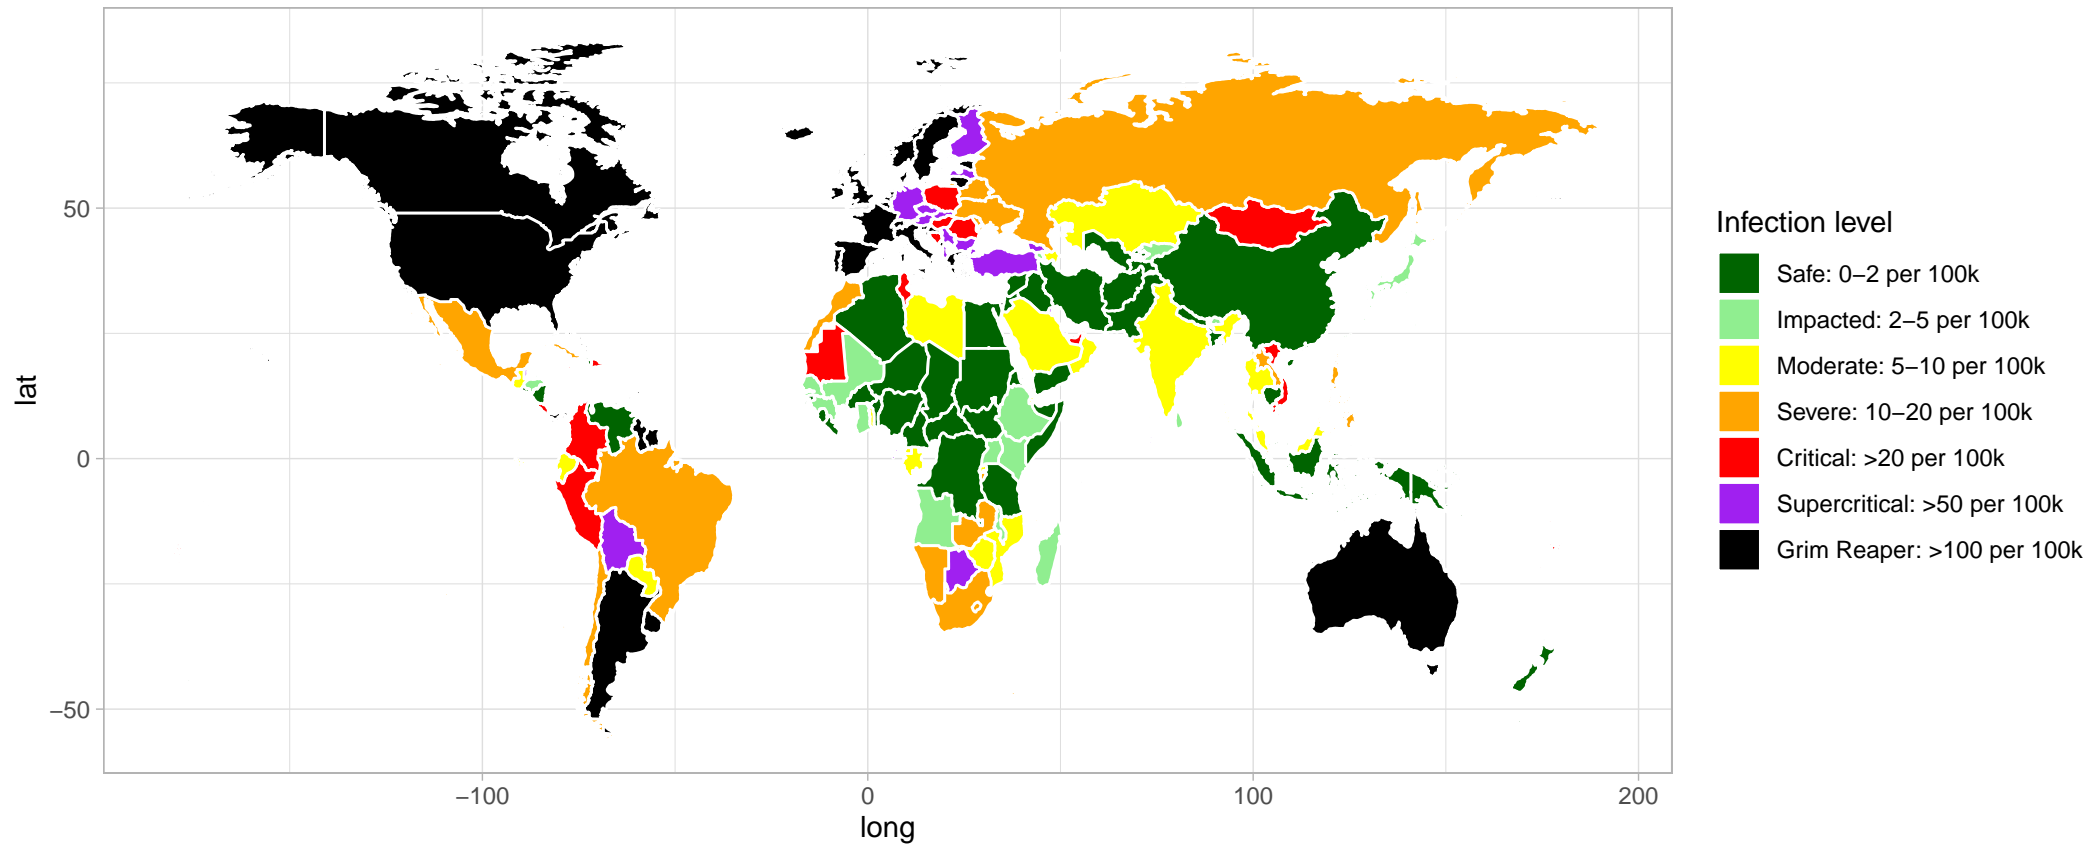 50
0
−50
lat
−100
0
100
200
long
Infection level
Safe: 0−2 per 100k
Impacted: 2−5 per 100k
Moderate: 5−10 per 100k
Severe: 10−20 per 100k
Critical: >20 per 100k
Supercritical: >50 per 100k
Grim Reaper: >100 per 100k